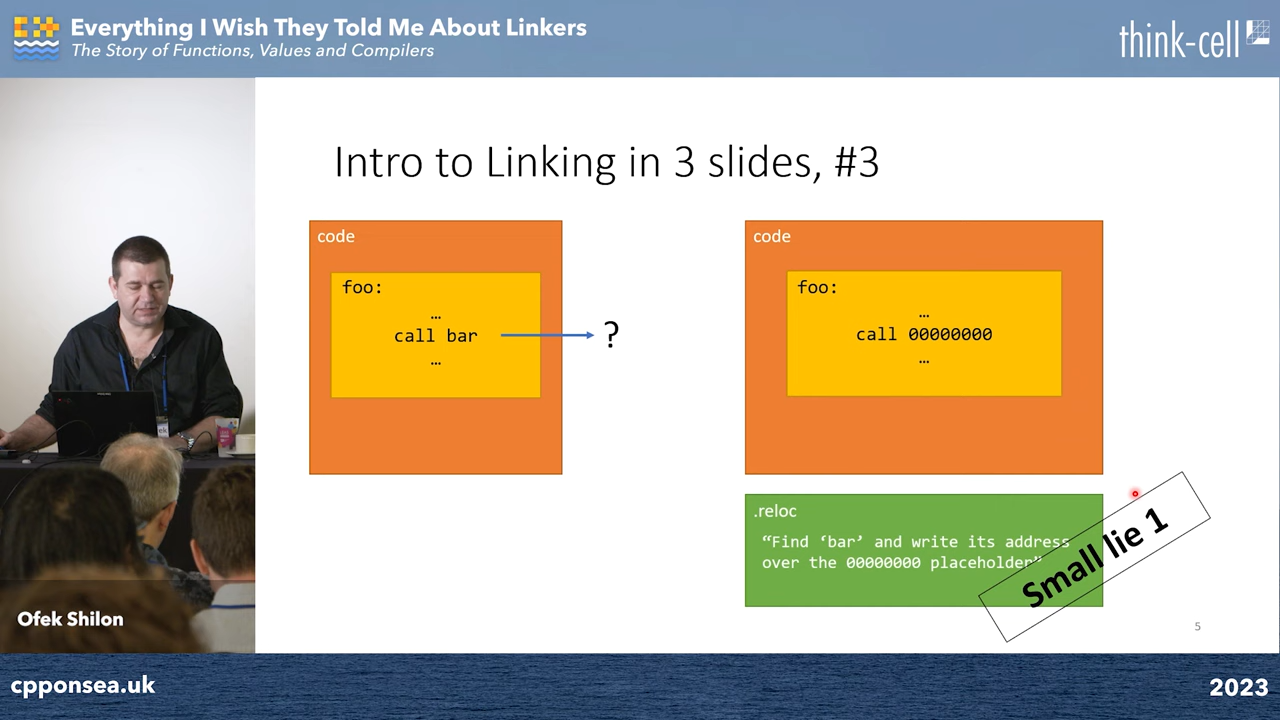 Everything I Wish They Told Me About Linkers
The Story of Functions, Values and Compilers
think-cell
Intro to Linking in 3 slides, #3
code
foo:
…
call bar
…
?
code
foo:
…
call 00000000
…
.reloc
“Find ‘bar’ and write its address
over the 00000000 placeholder”
Small lie 1
5
Ofek Shilon
cpponsea.uk
2023